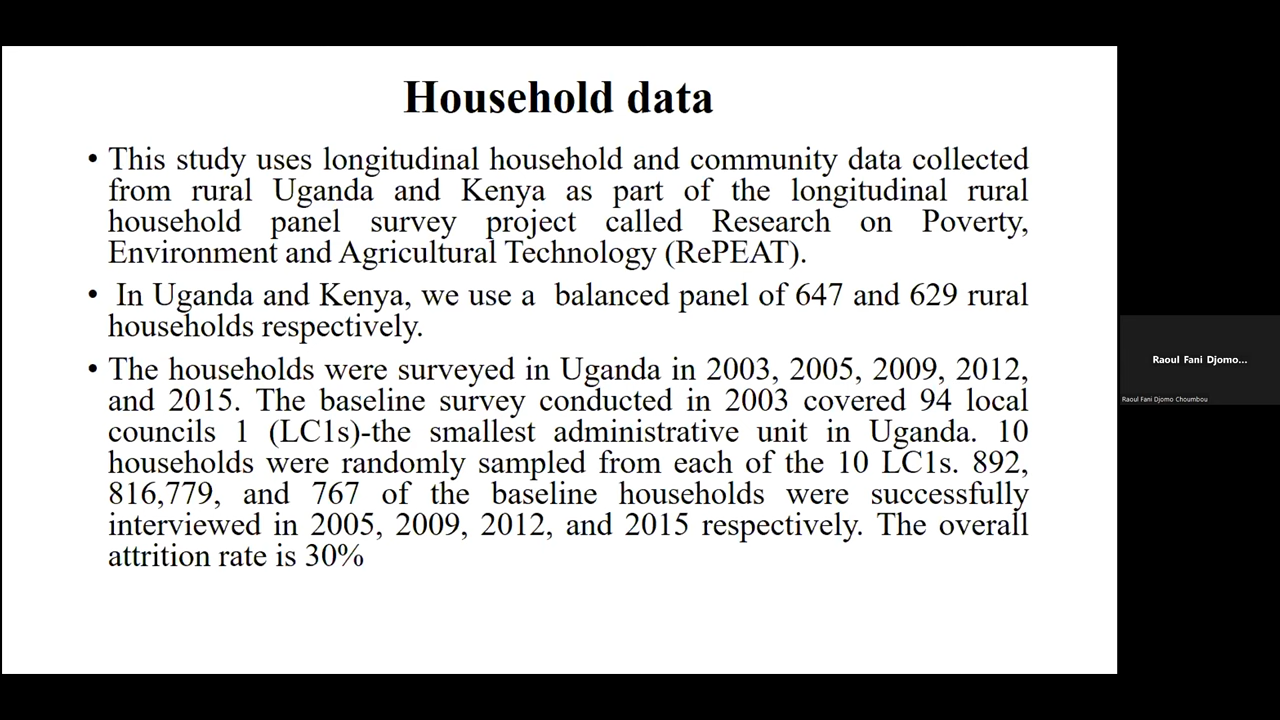 Household data
• This study uses longitudinal household and community data collected
from rural Uganda and Kenya as part of the longitudinal rural
household panel survey project called Research on Poverty,
Environment and Agricultural Technology (RePEAT).
• In Uganda and Kenya, we use a balanced panel of 647 and 629 rural
households respectively.
• The households were surveyed in Uganda in 2003, 2005, 2009, 2012,
and 2015. The baseline survey conducted in 2003 covered 94 local
councils 1 (LC1s)-the smallest administrative unit in Uganda. 10
households were randomly sampled from each of the 10 LC1s. 892,
816,779, and 767 of the baseline households were successfully
interviewed in 2005, 2009, 2012, and 2015 respectively. The overall
attrition rate is 30%
Raoul Fani Djomo...
Raoul Fani Djomo Choumbou